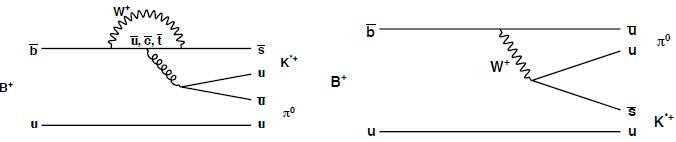 W⁺
u̅, c̅, t̅
b̅
s̅
K*⁺
u
B⁺
u̅
π⁰
u
u
b̅
u̅
π⁰
u
W⁺
B⁺
s̅
K*⁺
u
u